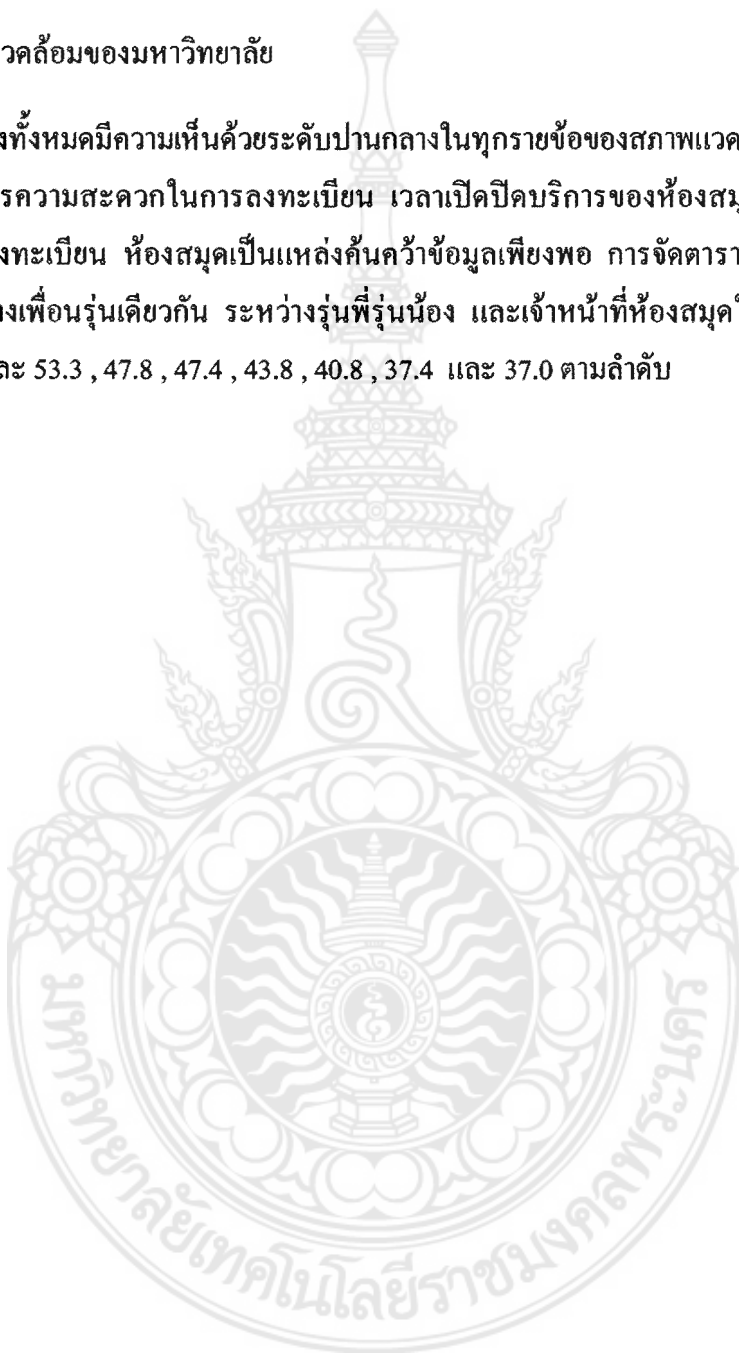 วดล้อมของมหาวิทยาลัย
งทั้งหมดมีความเห็นด้วยระดับปานกลางในทุกรายข้อของสภาพแวด
รความสะดวกในการลงทะเบียน เวลาเปิดปิดบริการของห้องสมุ
งทะเบียน ห้องสมุดเป็นแหล่งค้นคว้าข้อมูลเพียงพอ การจัดตารา
งเพื่อนรุ่นเดียวกัน ระหว่างรุ่นพี่รุ่นน้อง และเจ้าหน้าที่ห้องสมุด
ละ 53.3 , 47.8 , 47.4 , 43.8 , 40.8 , 37.4 และ 37.0 ตามลำดับ
มหาวิทยาลัยเทคโนโลยีราชมงคลพระนคร